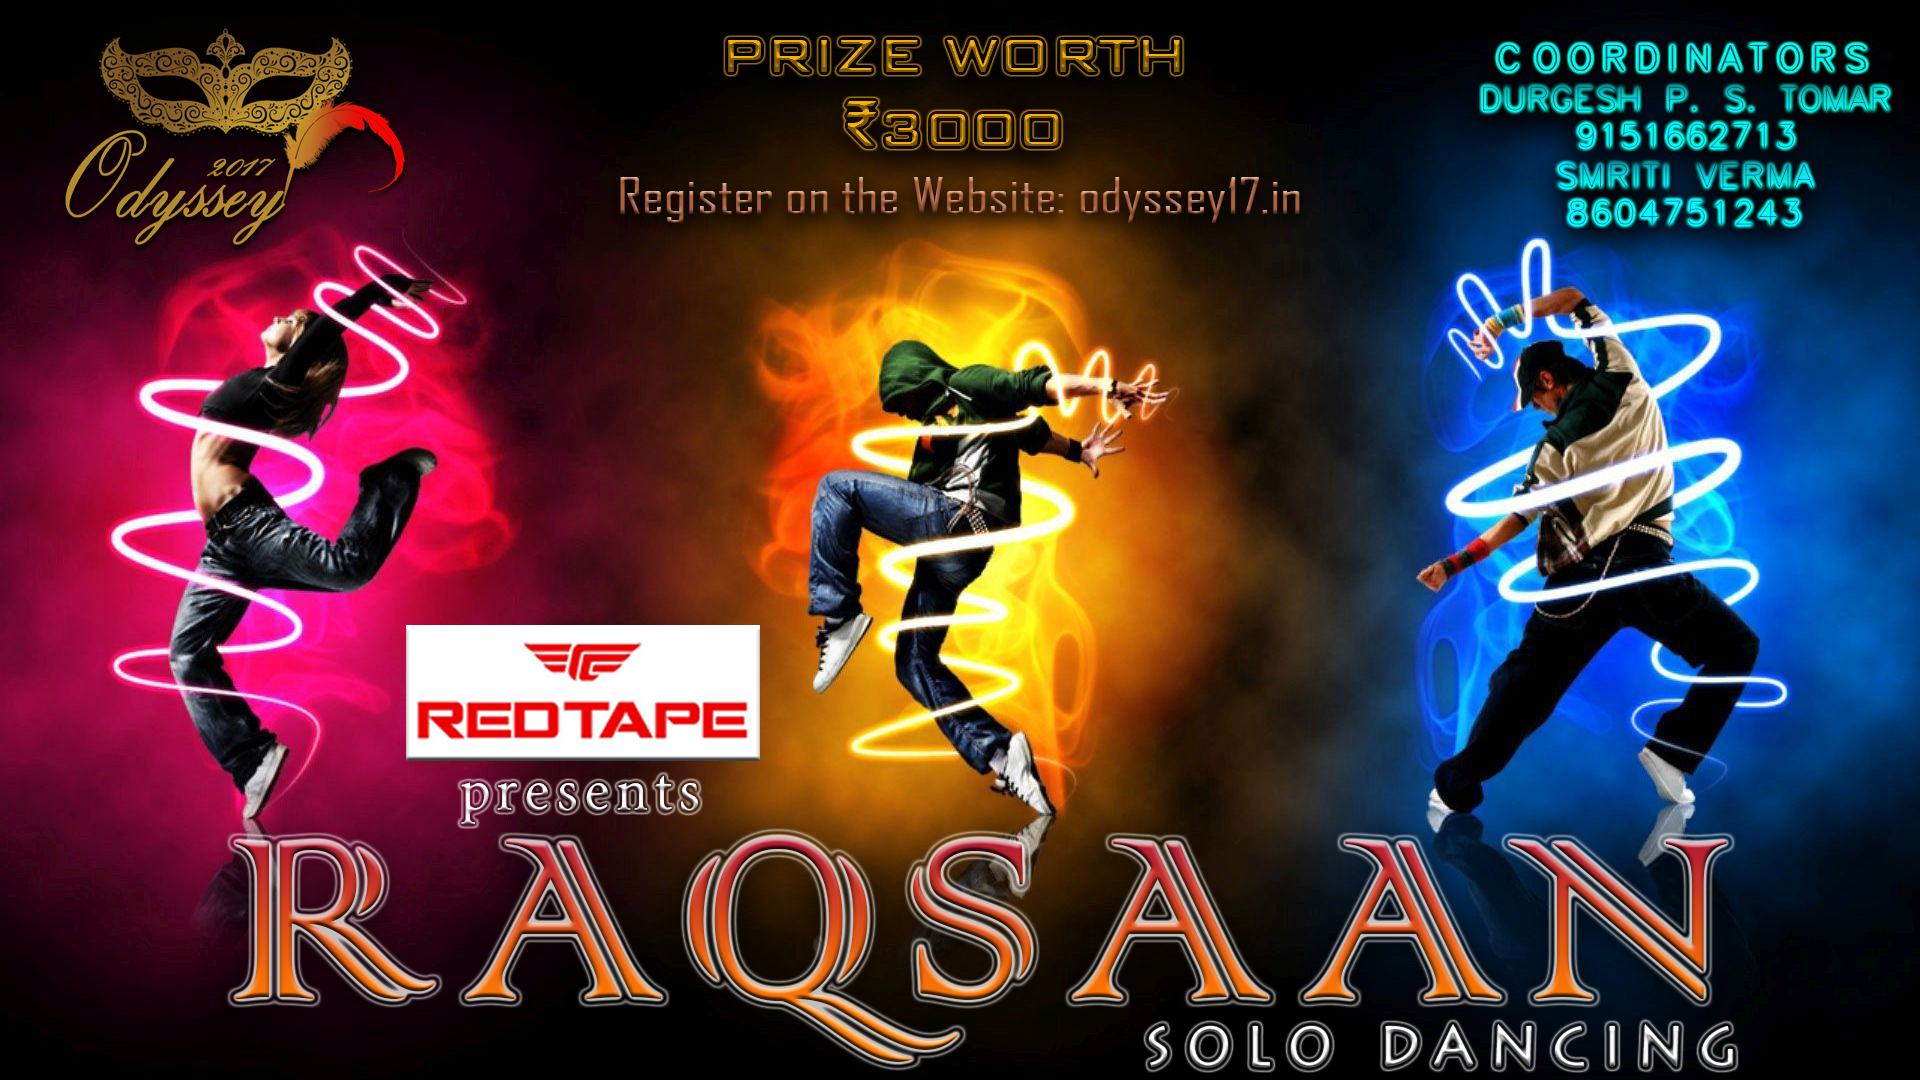 2017
Odyssey
PRIZE WORTH
₹3000
Register on the Website: odyssey17.in
COORDINATORS
DURGESH P. S. TOMAR
9151662713
SMRITI VERMA
8604751243
REDTAPE
presents
RAQSAAN
SOLO DANCING